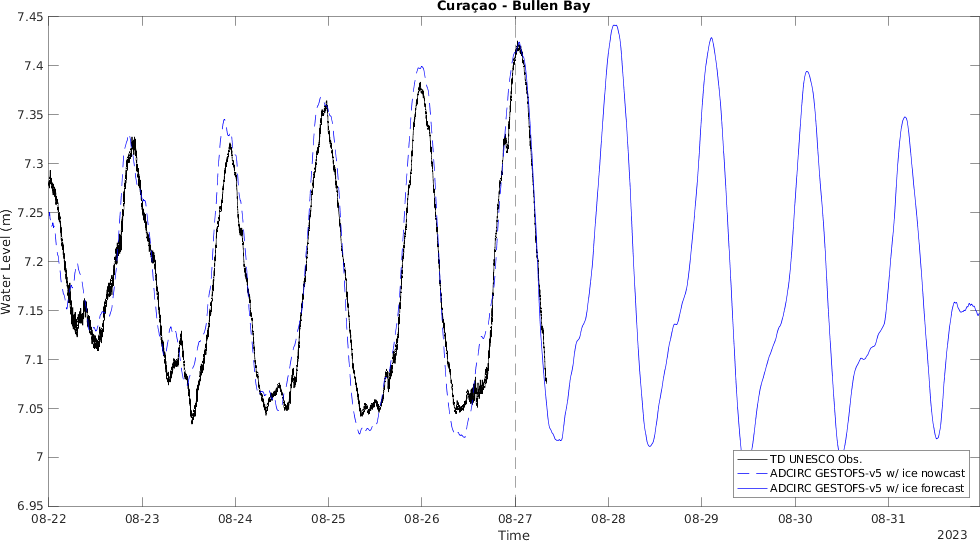 Curaçao - Bullen Bay
7.45
7.4
7.35
7.3
7.25
7.2
7.15
7.1
7.05
7
6.95
Water Level (m)
TD UNESCO Obs.
ADCIRC GESTOFS-v5 w/ ice nowcast
ADCIRC GESTOFS-v5 w/ ice forecast
08-22 08-23 08-24 08-25 08-26 08-27 08-28 08-29 08-30 08-31
Time
2023